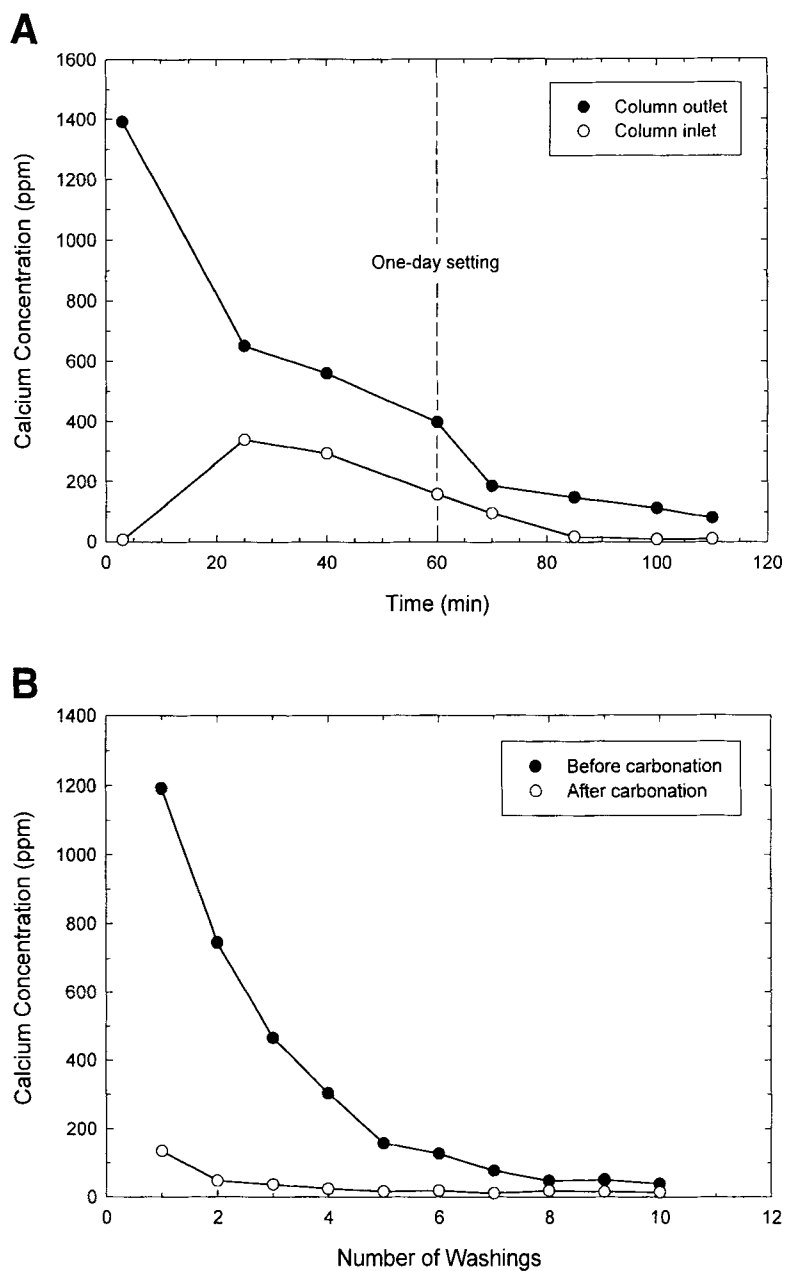 A
1600
1400
1200
1000
800
600
400
200
0
Calcium Concentration (ppm)
Column outlet
Column inlet
One-day setting
0 20 40 60 80 100 120
Time (min)
B
1400
1200
1000
800
600
400
200
0
Calcium Concentration (ppm)
Before carbonation
After carbonation
0 2 4 6 8 10 12
Number of Washings